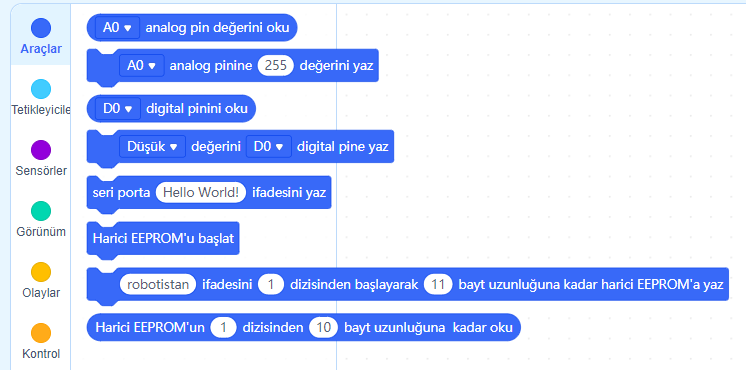 Araçlar
Tetikleyicile
Sensörler
Görünüm
Olaylar
Kontrol
A0 analog pin değerini oku
A0 analog pinine 255 değerini yaz
D0 digital pinini oku
Düşük değerini D0 digital pine yaz
seri porta Hello World! ifadesini yaz
Harici EEPROM'u başlat
robotistan ifadesini 1 dizisinden başlayarak 11 bayt uzunluğuna kadar harici EEPROM'a yaz
Harici EEPROM'un 1 dizisinden 10 bayt uzunluğuna kadar oku